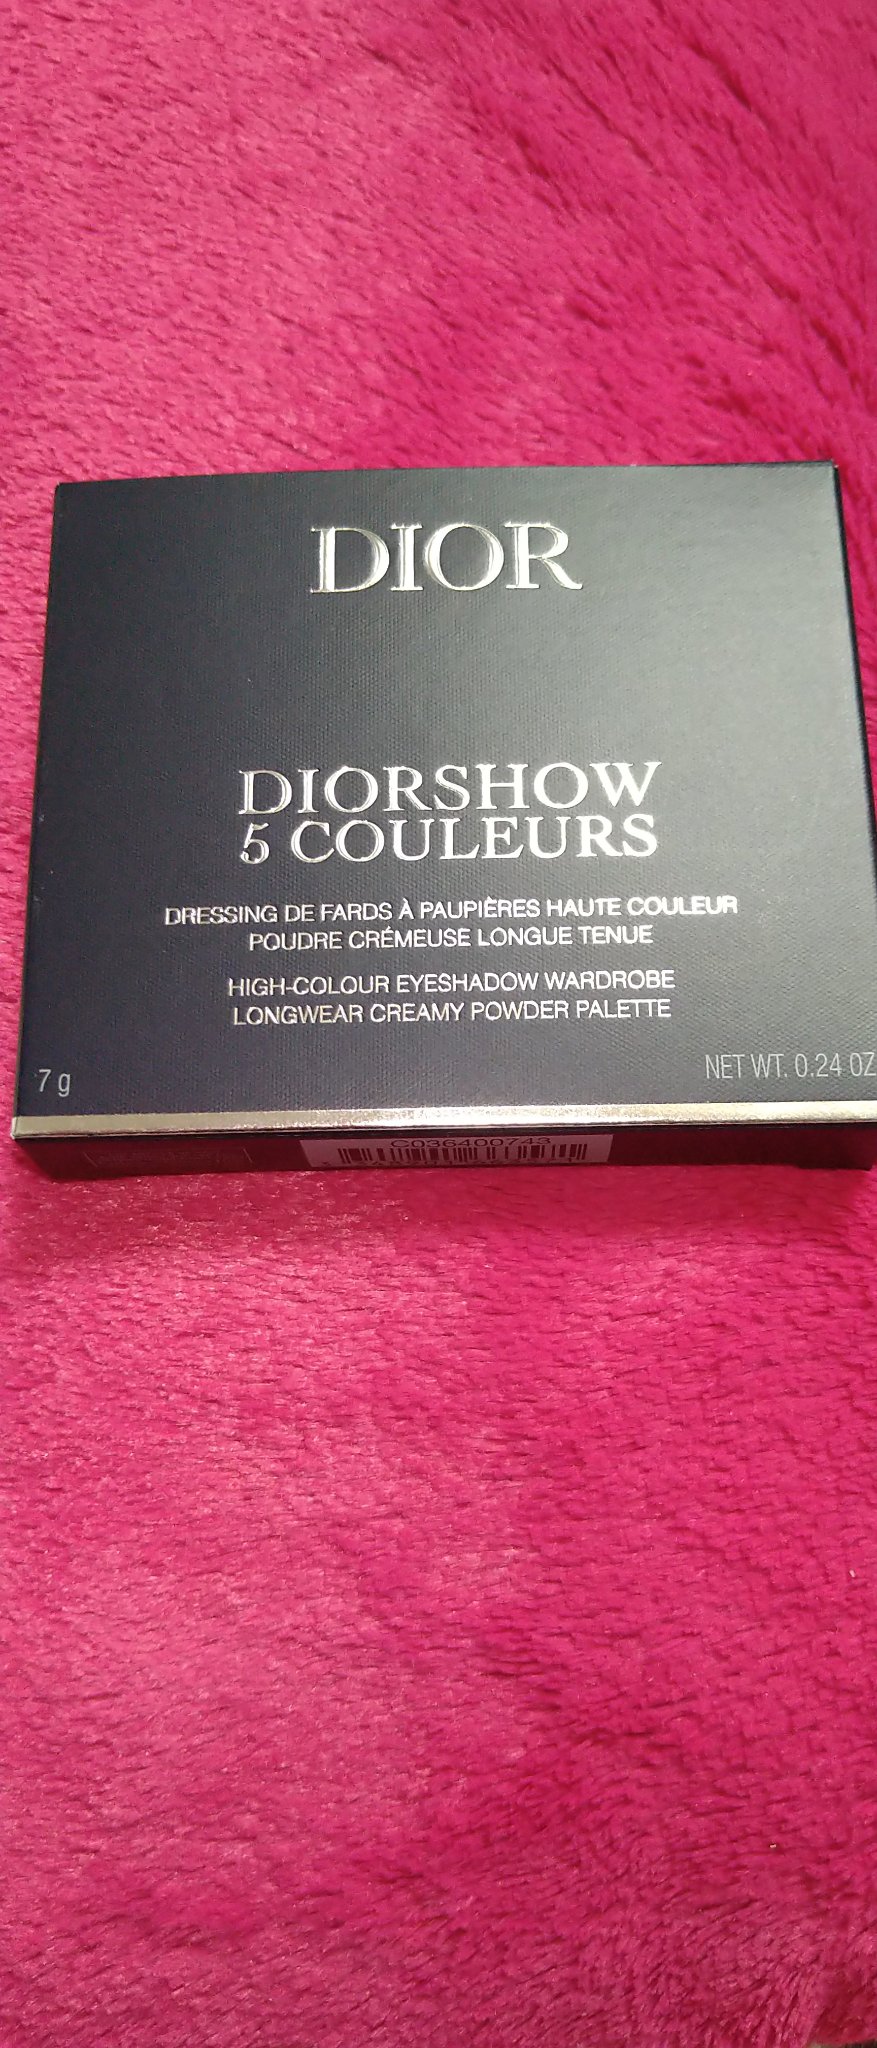 DIOR
DIORSHOW
5 COULEURS
DRESSING DE FARDS À PAUPIÈRES HAUTE COULEUR
POUDRE CRÉMEUSE LONGUE TENUE
HIGH-COLOUR EYESHADOW WARDROBE
LONGWEAR CREAMY POWDER PALETTE
7 g
NET WT. 0.24 OZ
C036400743